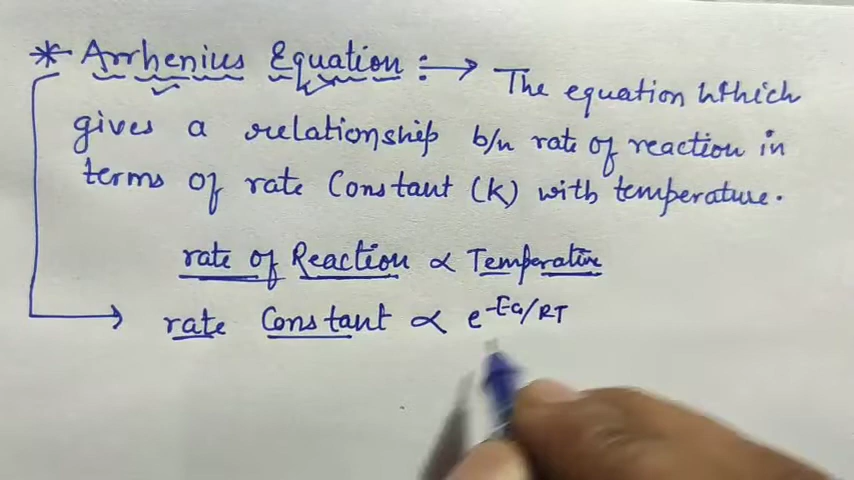 * Arrhenius Equation :→ The equation which
gives a relationship b/n rate of reaction in
terms of rate Constant (K) with temperature.
rate of Reaction ∝ Temperature
rate Constant ∝ e^-Ea/RT